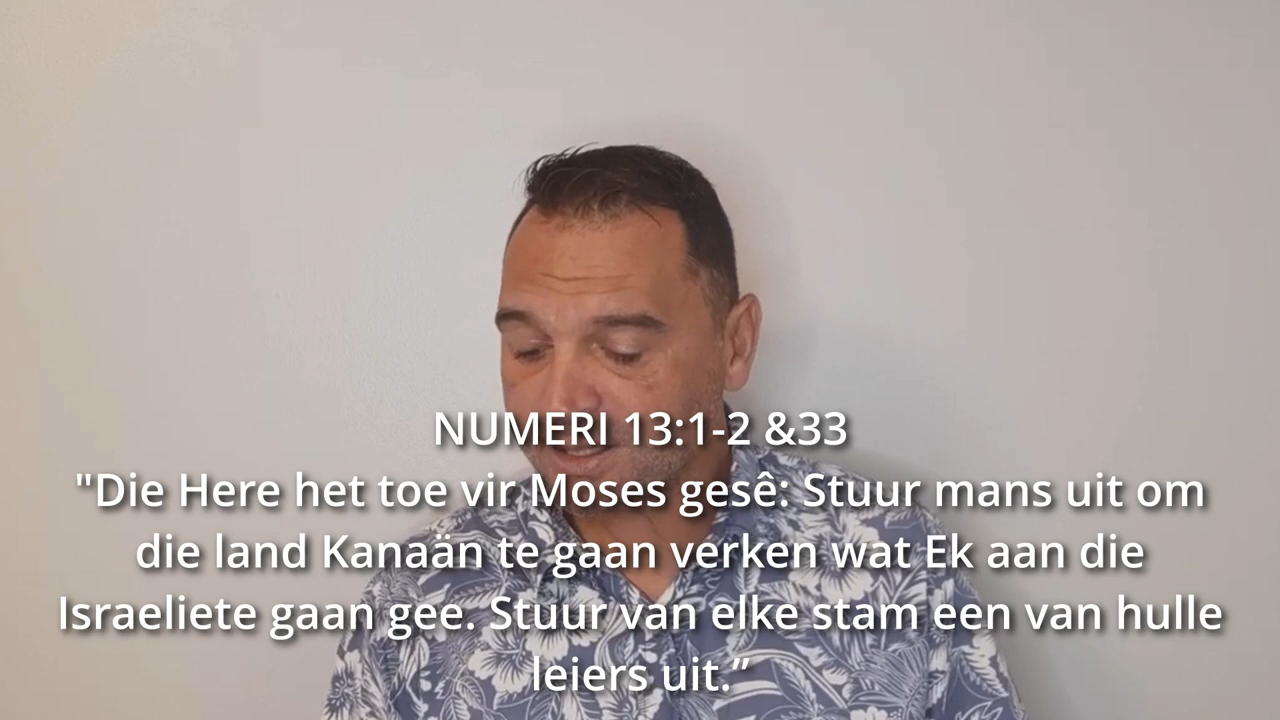 NUMERI 13:1-2 &33
"Die Here het toe vir Moses gesê: Stuur mans uit om
die land Kanaän te gaan verken wat Ek aan die
Israeliete gaan gee. Stuur van elke stam een van hulle
leiers uit.”